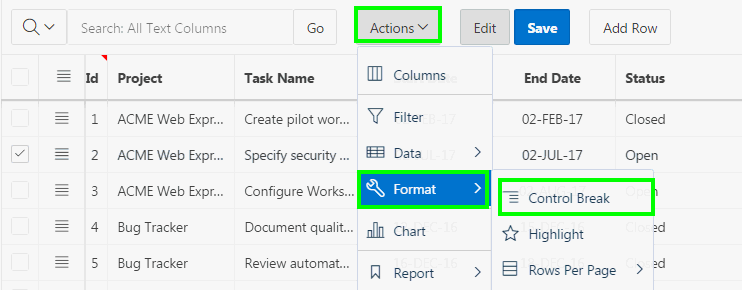 Search: All Text Columns Go Actions Edit Save Add Row
Id Project Task Name End Date Status
Columns
1 ACME Web Expr... Create pilot wor... 02-FEB-17 Closed
Filter
2 ACME Web Expr... Specify security ... Data 02-JUL-17 Open
3 ACME Web Expr... Configure Works... Format
Control Break
4 Bug Tracker Document qualit... Chart Highlight
5 Bug Tracker Review automat... Report Rows Per Page